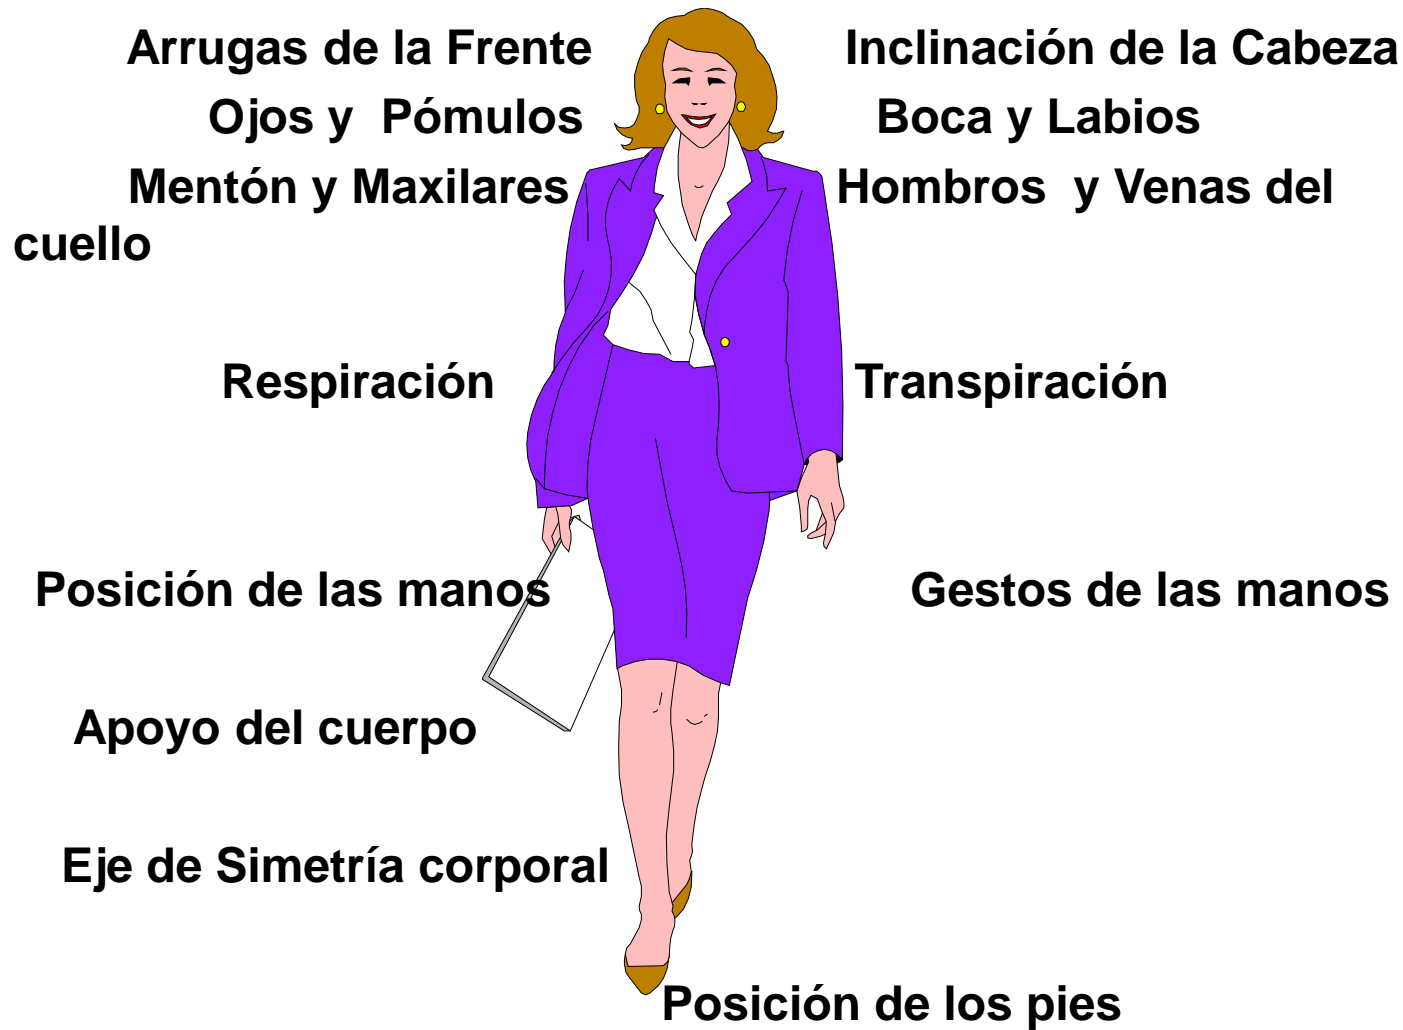 Arrugas de la Frente Inclinación de la Cabeza
Ojos y Pómulos Boca y Labios
Mentón y Maxilares Hombros y Venas del
cuello
Respiración Transpiración
Posición de las manos Gestos de las manos
Apoyo del cuerpo
Eje de Simetría corporal
Posición de los pies